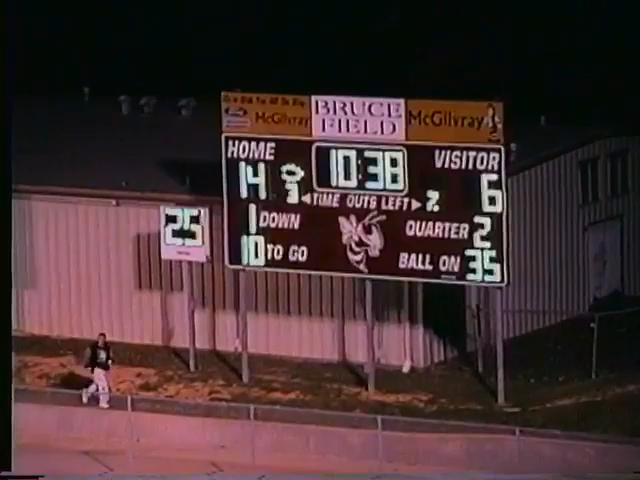 McGilvray
BRUCE
FIELD
McGilvray
HOME
10:38
VISITOR
14
3
TIME OUTS LEFT
2
6
25
1 DOWN
QUARTER 2
10 TO GO
BALL ON 35